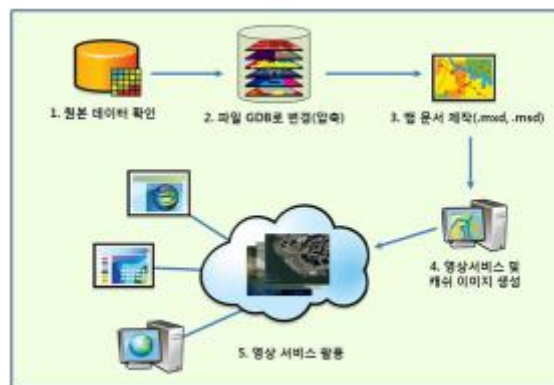 1. 원본 데이터 확인
2. 파일 GDB로 변경(압축)
3. 맵 문서 제작(.mxd, .msd)
4. 영상서비스 및
캐쉬 이미지 생성
5. 영상 서비스 활용